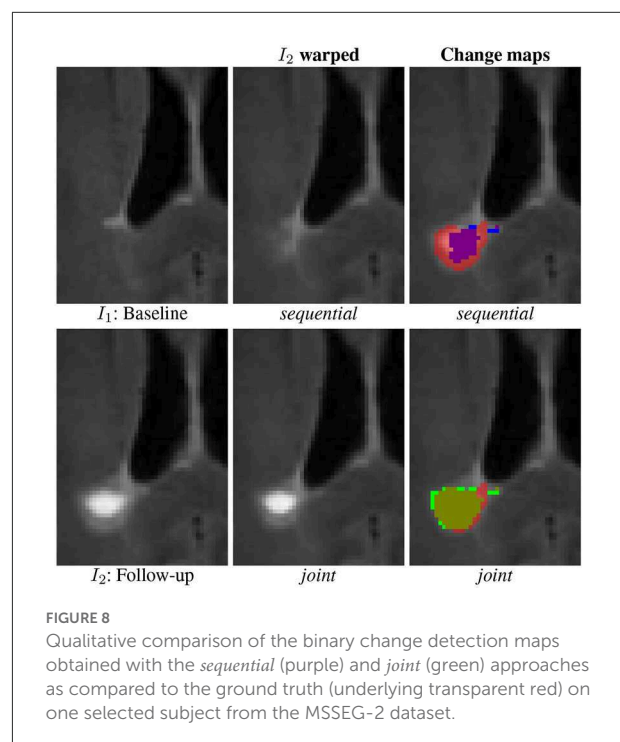 I₂ warped
Change maps
I₁: Baseline
sequential
sequential
I₂: Follow-up
joint
joint
FIGURE 8
Qualitative comparison of the binary change detection maps
obtained with the sequential (purple) and joint (green) approaches
as compared to the ground truth (underlying transparent red) on
one selected subject from the MSSEG-2 dataset.